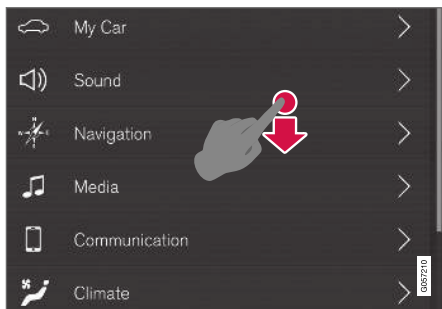 My Car
Sound
Navigation
Media
Communication
Climate
G057210